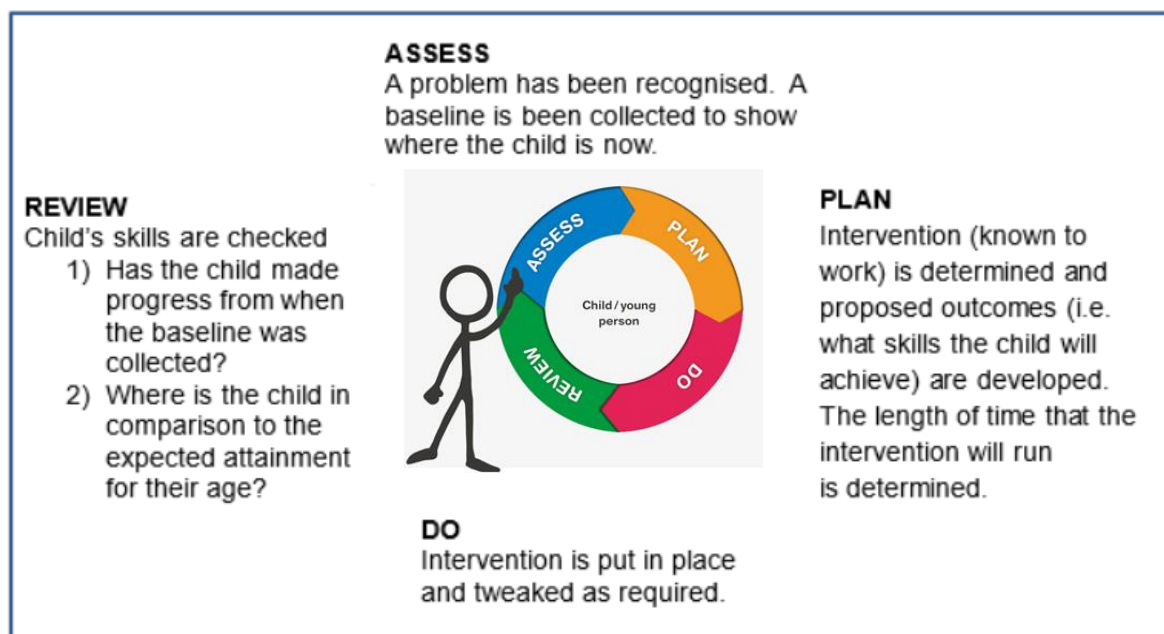 ASSESS
A problem has been recognised.  A
baseline is been collected to show
where the child is now.
REVIEW
Child's skills are checked
1) Has the child made
progress from when
the baseline was
collected?
2) Where is the child in
comparison to the
expected attainment
for their age?
ASSESS
PLAN
DO
REVIEW
Child / young
person
PLAN
Intervention (known to
work) is determined and
proposed outcomes (i.e.
what skills the child will
achieve) are developed.
The length of time that the
intervention will run
is determined.
DO
Intervention is put in place
and tweaked as required.